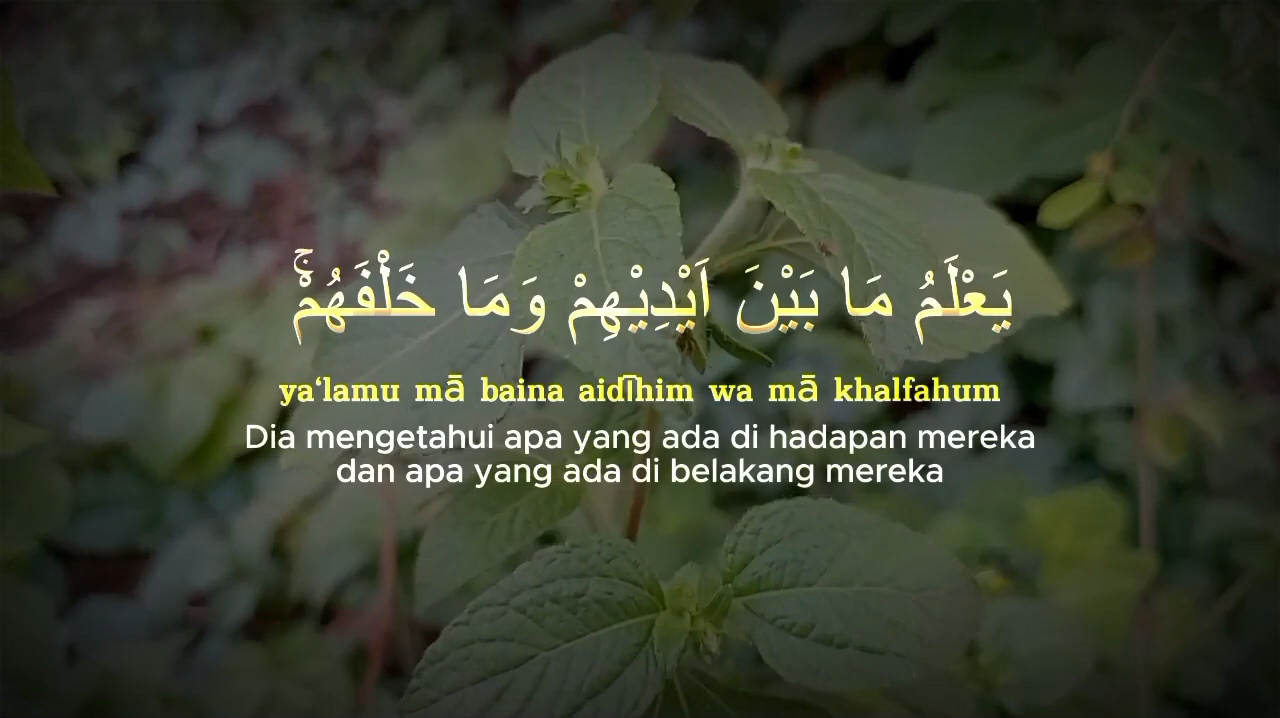 يَعْلَمُ مَا بَيْنَ اَيْدِيْهِمْ وَمَا خَلْفَهُمْۚ
ya‘lamu mā baina aidīhim wa mā khalfahum
Dia mengetahui apa yang ada di hadapan mereka
dan apa yang ada di belakang mereka